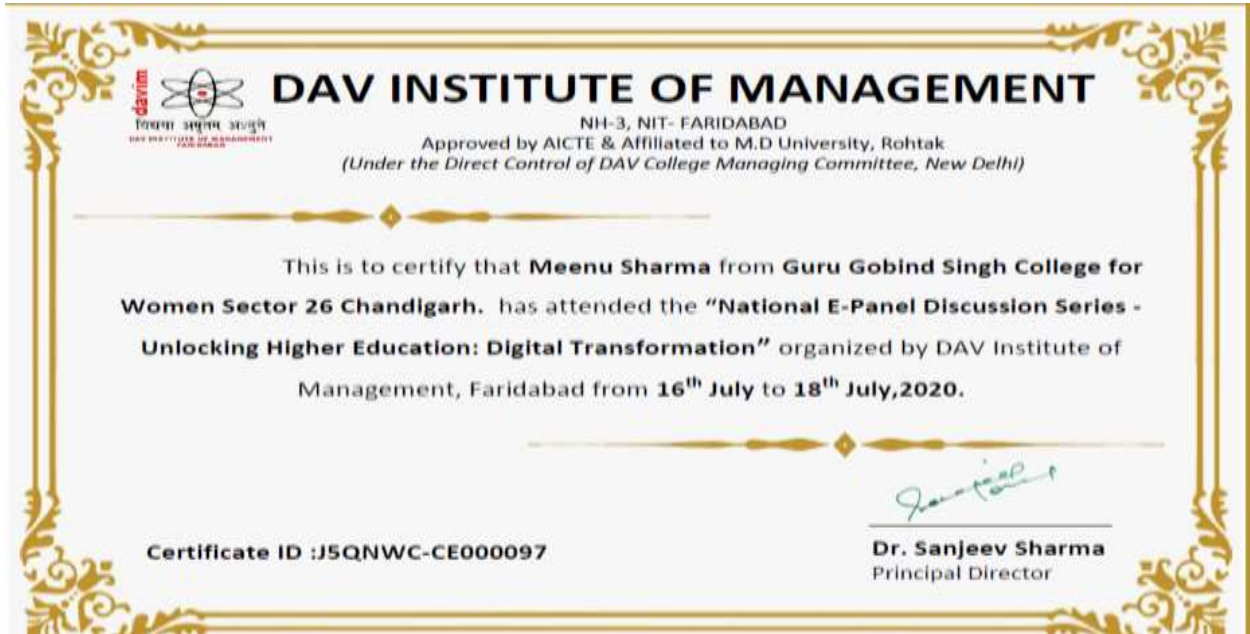 davim
DAV INSTITUTE OF MANAGEMENT
FARIDABAD
DAV INSTITUTE OF MANAGEMENT
NH-3, NIT- FARIDABAD
Approved by AICTE & Affiliated to M.D University, Rohtak
(Under the Direct Control of DAV College Managing Committee, New Delhi)
This is to certify that Meenu Sharma from Guru Gobind Singh College for
Women Sector 26 Chandigarh. has attended the “National E-Panel Discussion Series -
Unlocking Higher Education: Digital Transformation” organized by DAV Institute of
Management, Faridabad from 16th July to 18th July,2020.
Certificate ID :J5QNWC-CE000097
Dr. Sanjeev Sharma
Principal Director